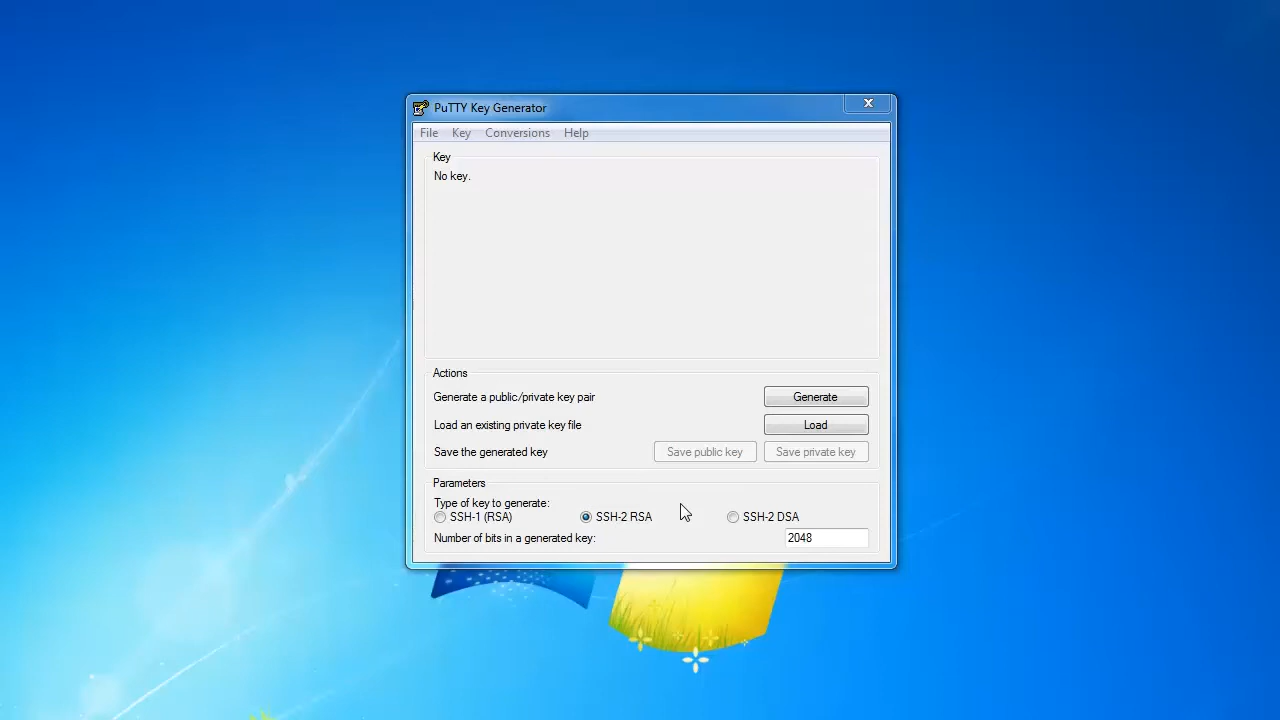 PuTTY Key Generator
File Key Conversions Help
Key
No key.
Actions
Generate a public/private key pair Generate
Load an existing private key file Load
Save the generated key Save public key Save private key
Parameters
Type of key to generate:
SSH-1 (RSA) SSH-2 RSA SSH-2 DSA
Number of bits in a generated key: 2048